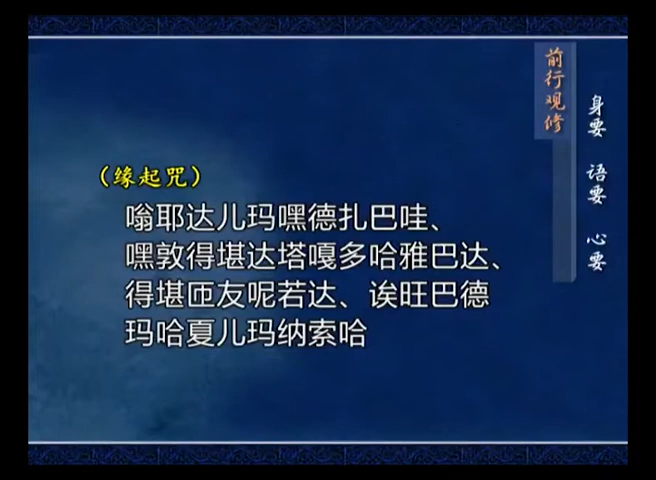 前行观修
身要 语要 心要
（缘起咒）
嗡耶达儿玛嘿德扎巴哇、
嘿敦得堪达塔嘎多哈雅巴达、
得堪匝友呢若达、诶旺巴德
玛哈夏儿玛纳索哈